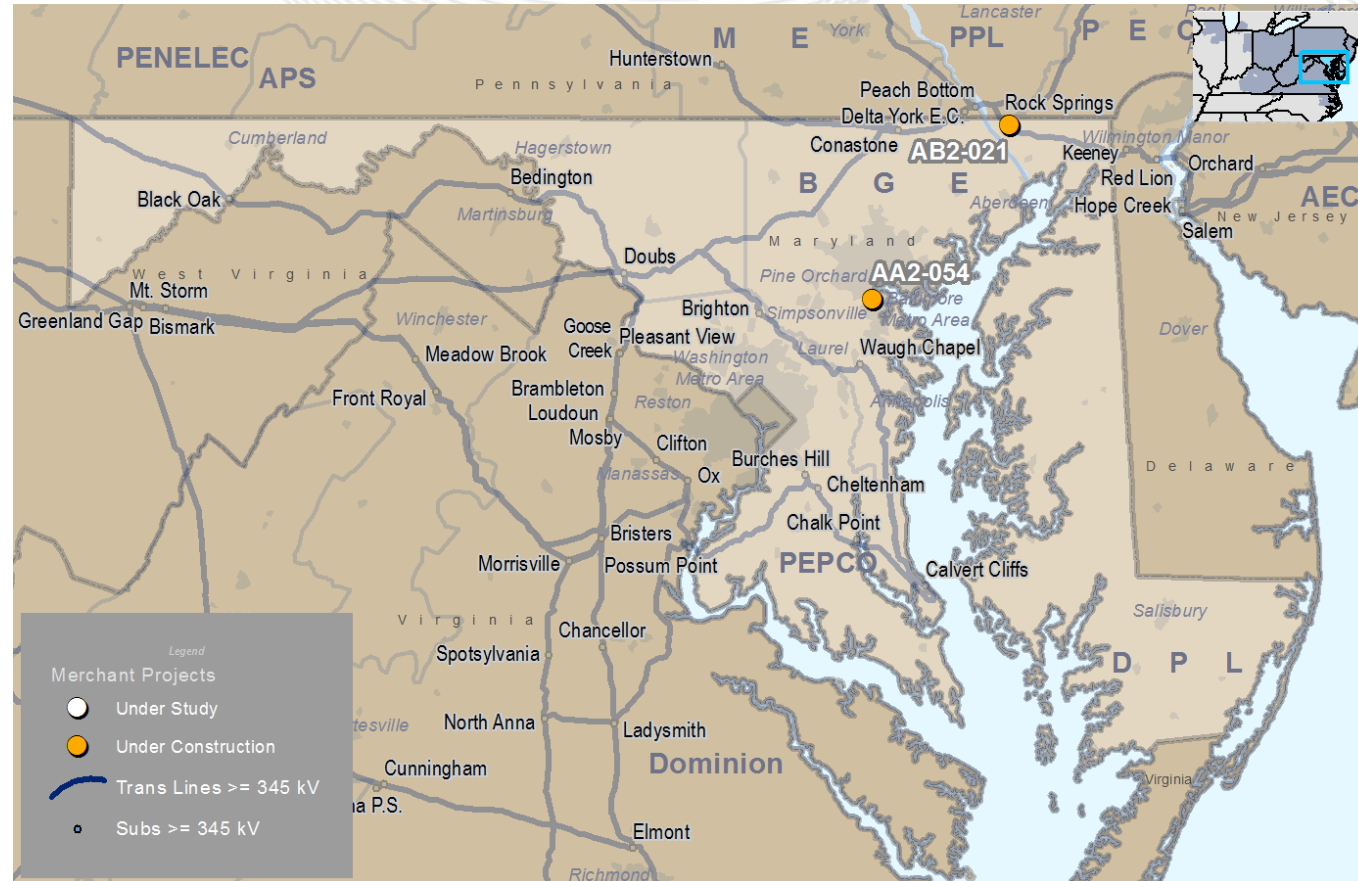 Lancaster
M E
York
PPL
P E C
PENELEC
APS
Hunterstown
Pennsylvania
Peach Bottom
Rock Springs
Delta York E.C.
Cumberland
Hagerstown
Conastone
AB2-021
Wilmington Manor
Keeney
Orchard
Bedington
Red Lion
B G E
Black Oak
Martinsburg
Aberdeen
Hope Creek
AEC
New Jersey
Salem
Maryland
Doubs
West Virginia
Pine Orchard
AA2-054
Mt. Storm
Baltimore
Metro Area
Greenland Gap
Bismark
Winchester
Brighton
Simpsonville
Dover
Goose
Creek
Pleasant View
Laurel
Waugh Chapel
Washington
Metro Area
Meadow Brook
Front Royal
Brambleton
Reston
Annapolis
Loudoun
Mosby
Clifton
Manassas
Ox
Burches Hill
Delaware
Cheltenham
Chalk Point
Bristers
Morrisville
Possum Point
PEPCO
Calvert Cliffs
Virginia
Salisbury
Chancellor
Spotsylvania
D P L
North Anna
Ladysmith
Dominion
Virginia
tesville
Cunningham
na P.S.
Elmont
Richmond
Legend
Merchant Projects
Under Study
Under Construction
Trans Lines >= 345 kV
Subs >= 345 kV